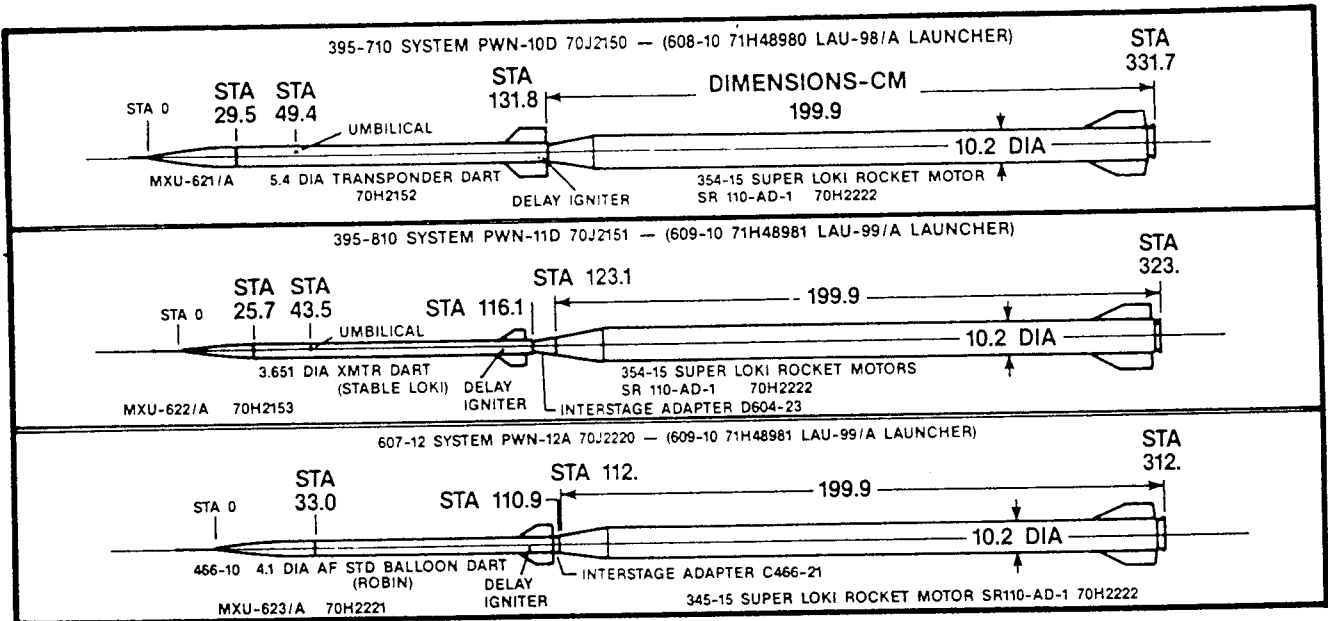 395-710 SYSTEM PWN-10D 70J2150 — (608-10 71H48980 LAU-98/A LAUNCHER)
STA 0
STA
29.5
STA
49.4
UMBILICAL
STA
131.8
DIMENSIONS-CM
199.9
STA
331.7
10.2 DIA
MXU-621/A
5.4 DIA TRANSPONDER DART
70H2152
DELAY IGNITER
354-15 SUPER LOKI ROCKET MOTOR
SR 110-AD-1 70H2222
395-810 SYSTEM PWN-11D 70J2151 — (609-10 71H48981 LAU-99/A LAUNCHER)
STA 0
STA
25.7
STA
43.5
UMBILICAL
STA 116.1
STA 123.1
199.9
STA
323.
10.2 DIA
3.651 DIA XMTR DART
(STABLE LOKI)
MXU-622/A 70H2153
DELAY
IGNITER
INTERSTAGE ADAPTER D604-23
354-15 SUPER LOKI ROCKET MOTORS
SR 110-AD-1 70H2222
607-12 SYSTEM PWN-12A 70J2220 — (609-10 71H48981 LAU-99/A LAUNCHER)
STA 0
STA
33.0
STA 110.9
STA 112.
199.9
STA
312.
10.2 DIA
466-10 4.1 DIA AF STD BALLOON DART
(ROBIN)
MXU-623/A 70H2221
DELAY
IGNITER
INTERSTAGE ADAPTER C466-21
345-15 SUPER LOKI ROCKET MOTOR SR110-AD-1 70H2222